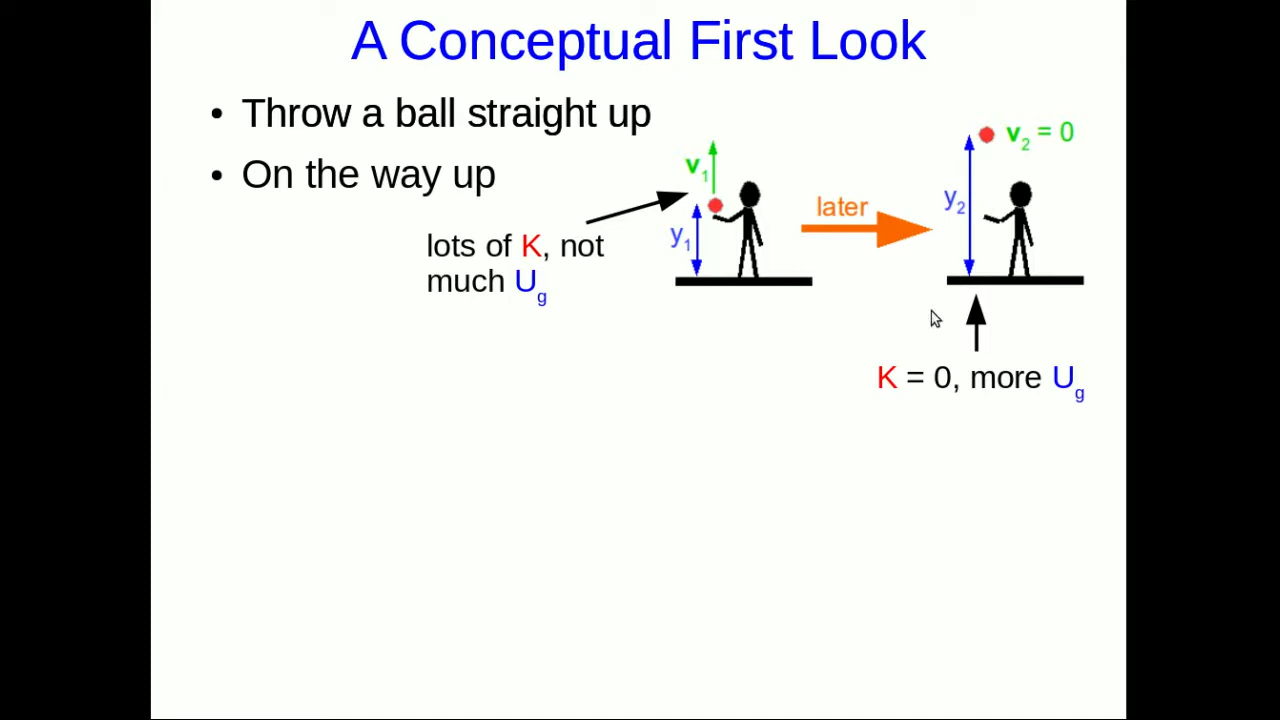 A Conceptual First Look
• Throw a ball straight up
• On the way up
lots of K, not
much Ug
v1
y1
later
y2
v2 = 0
K = 0, more Ug